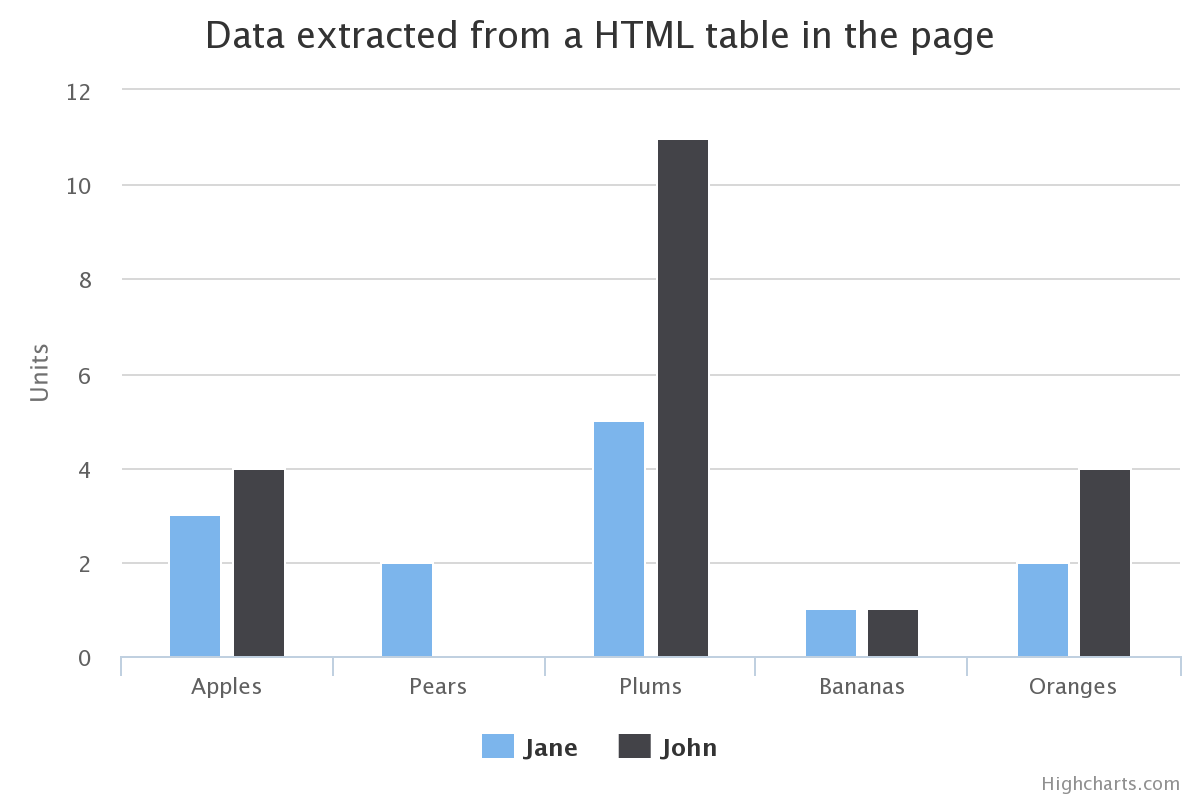 Data extracted from a HTML table in the page
12
10
8
6
4
2
0
Units
Apples Pears Plums Bananas Oranges
Jane John
Highcharts.com